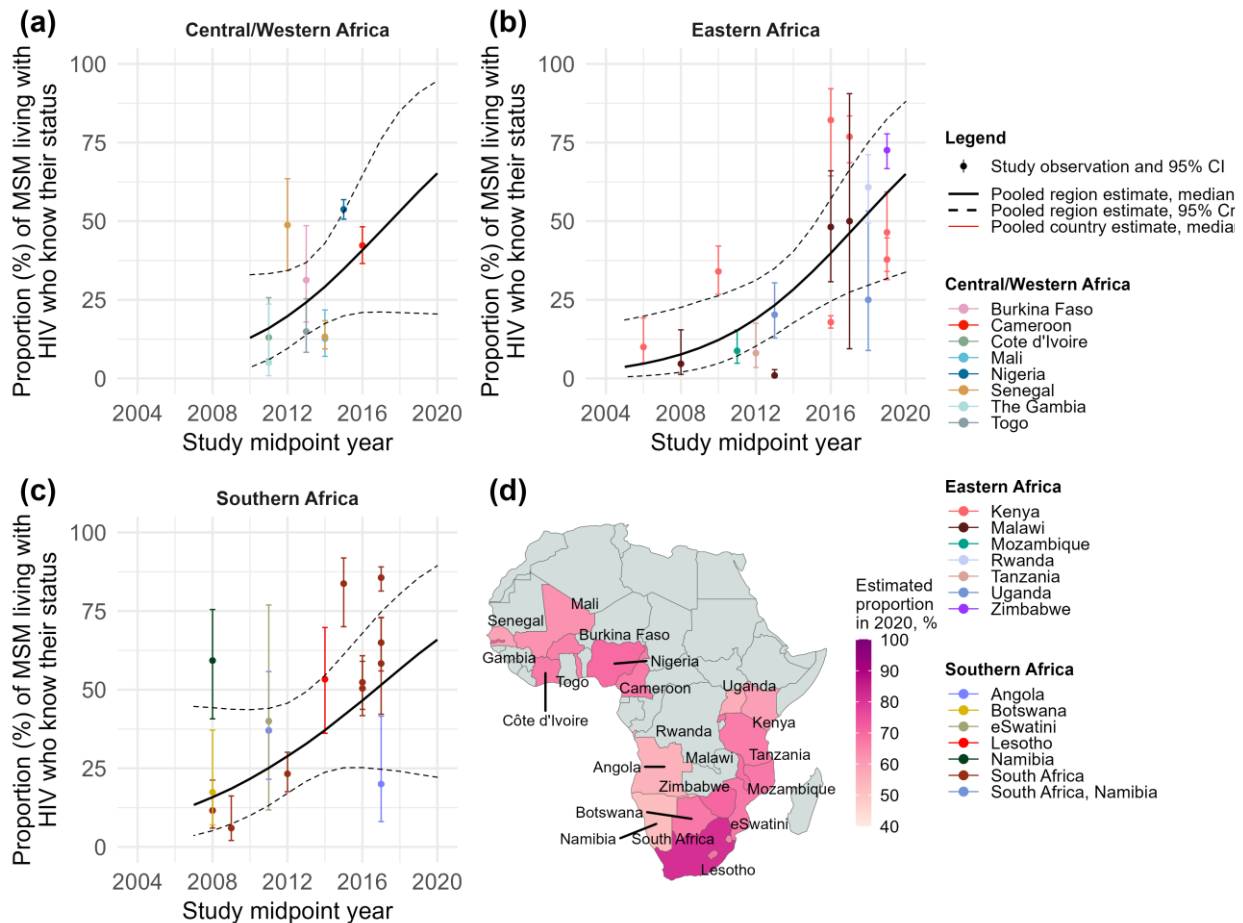 (a)
Central/Western Africa
Proportion (%) of MSM living with
HIV who know their status
100
75
50
25
0
2004 2008 2012 2016 2020
Study midpoint year
(b)
Eastern Africa
Proportion (%) of MSM living with
HIV who know their status
100
75
50
25
0
2004 2008 2012 2016 2020
Study midpoint year
Legend
Study observation and 95% CI
Pooled region estimate, median
Pooled region estimate, 95% Cr
Pooled country estimate, media
Central/Western Africa
Burkina Faso
Cameroon
Cote d'Ivoire
Mali
Nigeria
Senegal
The Gambia
Togo
Eastern Africa
Kenya
Malawi
Mozambique
Rwanda
Tanzania
Uganda
Zimbabwe
Southern Africa
Angola
Botswana
eSwatini
Lesotho
Namibia
South Africa
South Africa, Namibia
(c)
Southern Africa
Proportion (%) of MSM living with
HIV who know their status
100
75
50
25
0
2004 2008 2012 2016 2020
Study midpoint year
(d)
Mali
Senegal
Burkina Faso
Gambia
Nigeria
Togo
Cameroon
Uganda
Côte d'Ivoire
Kenya
Rwanda
Tanzania
Malawi
Angola
Zimbabwe
Mozambique
Botswana
eSwatini
Namibia
South Africa
Lesotho
Estimated
proportion
in 2020, %
100
90
80
70
60
50
40